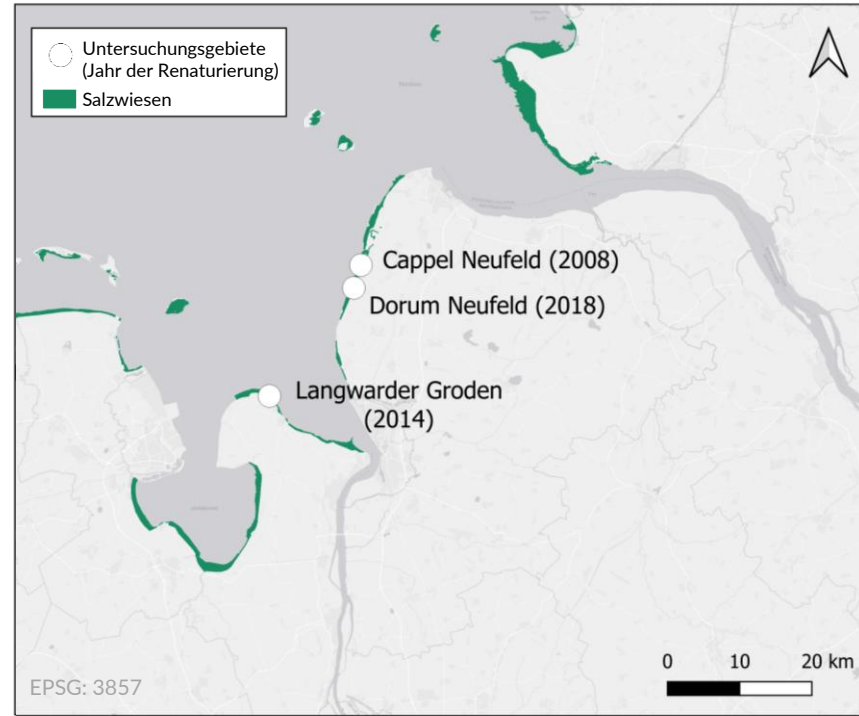 Untersuchungsgebiete
(Jahr der Renaturierung)
Salzwiesen
Cappel Neufeld (2008)
Dorum Neufeld (2018)
Langwarder Groden
(2014)
0 10 20 km
EPSG: 3857